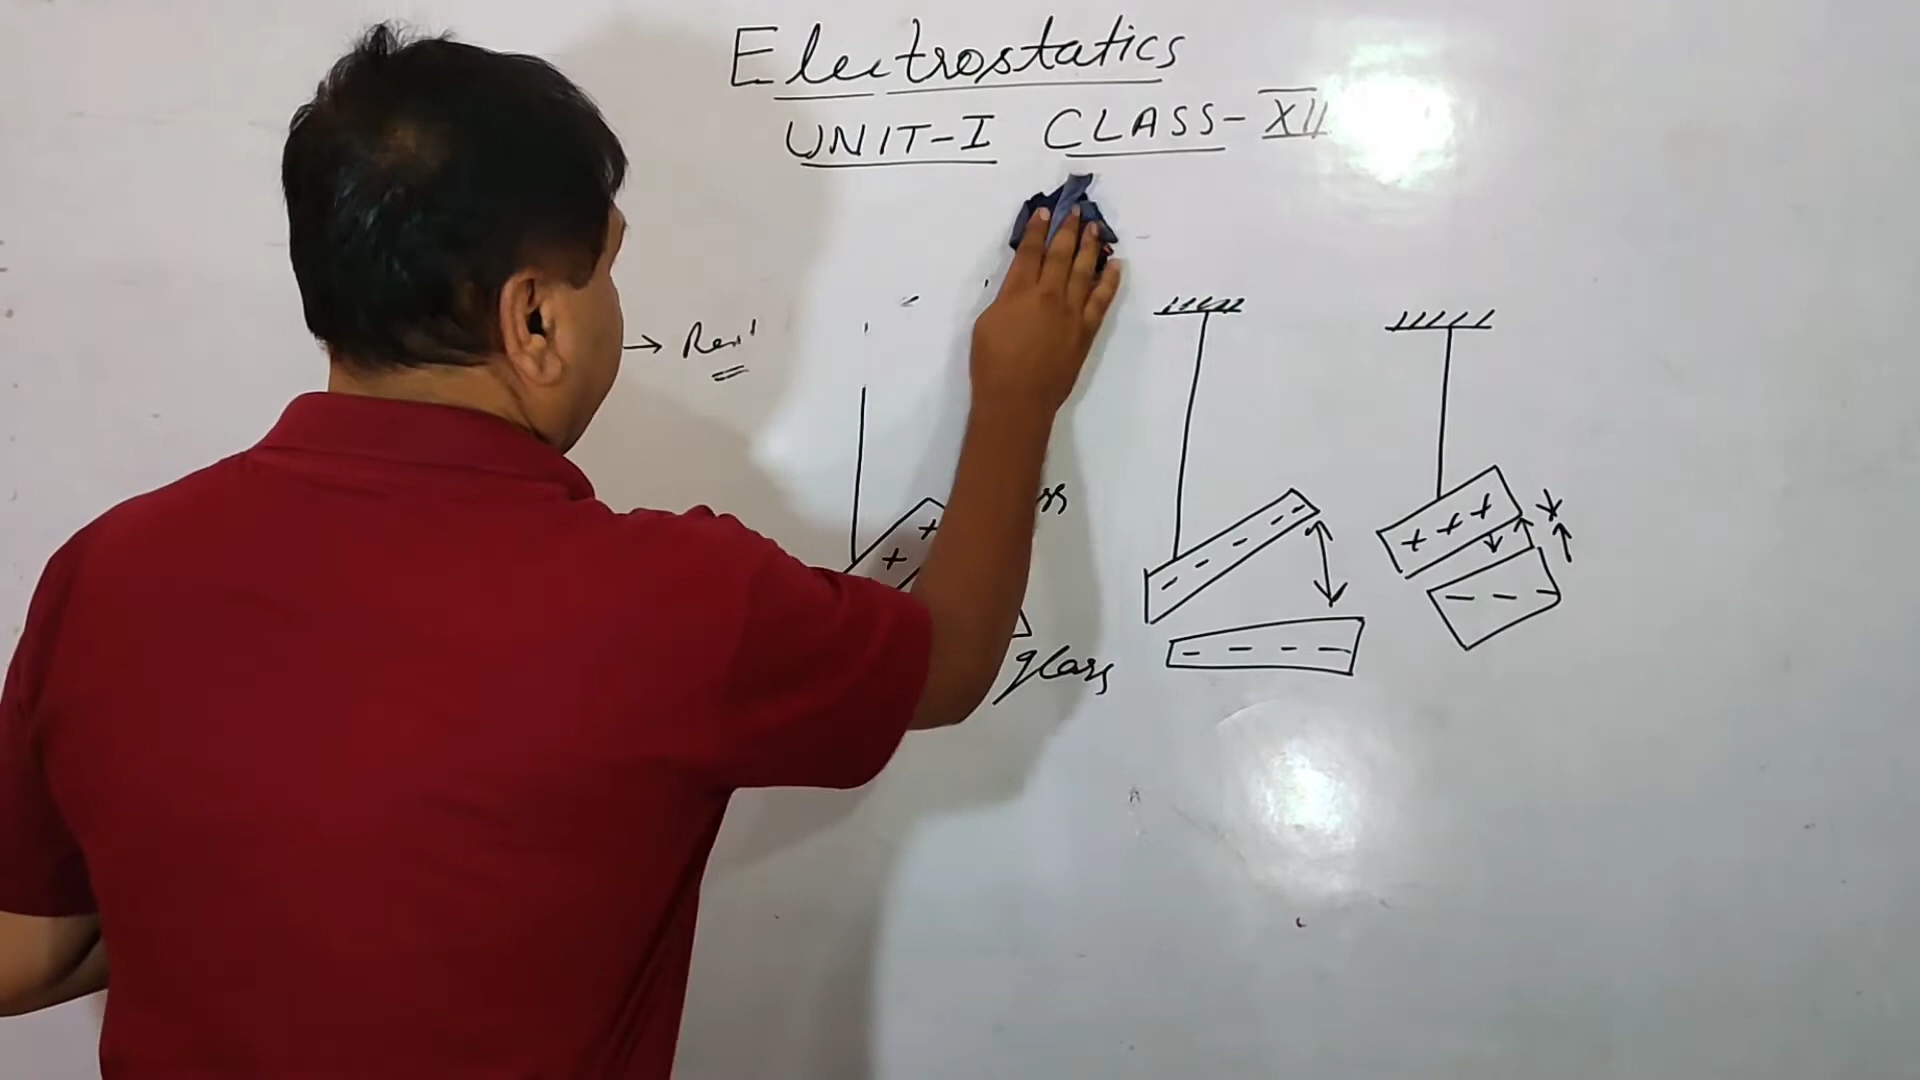 Electrostatics
UNIT-I CLASS-XII
+ + + +
+ +
- - - - -
- - - -
- - -
glass